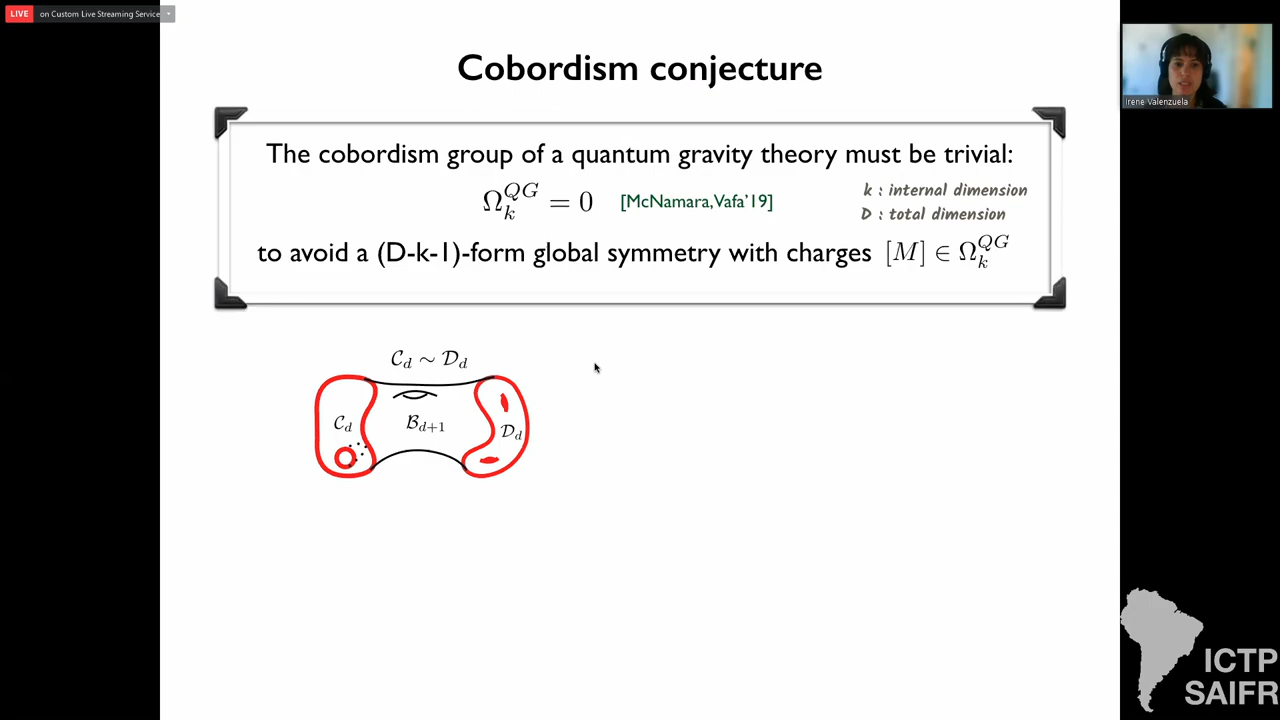 LIVE on Custom Live Streaming Service
Cobordism conjecture
Irene Valenzuela
The cobordism group of a quantum gravity theory must be trivial:
Ω_k^{QG} = 0 [McNamara,Vafa'19]
k : internal dimension
D : total dimension
to avoid a (D-k-1)-form global symmetry with charges [M] ∈ Ω_k^{QG}
𝒞_d ∼ 𝒟_d
𝒞_d ℬ_{d+1} 𝒟_d
ICTP
SAIFR